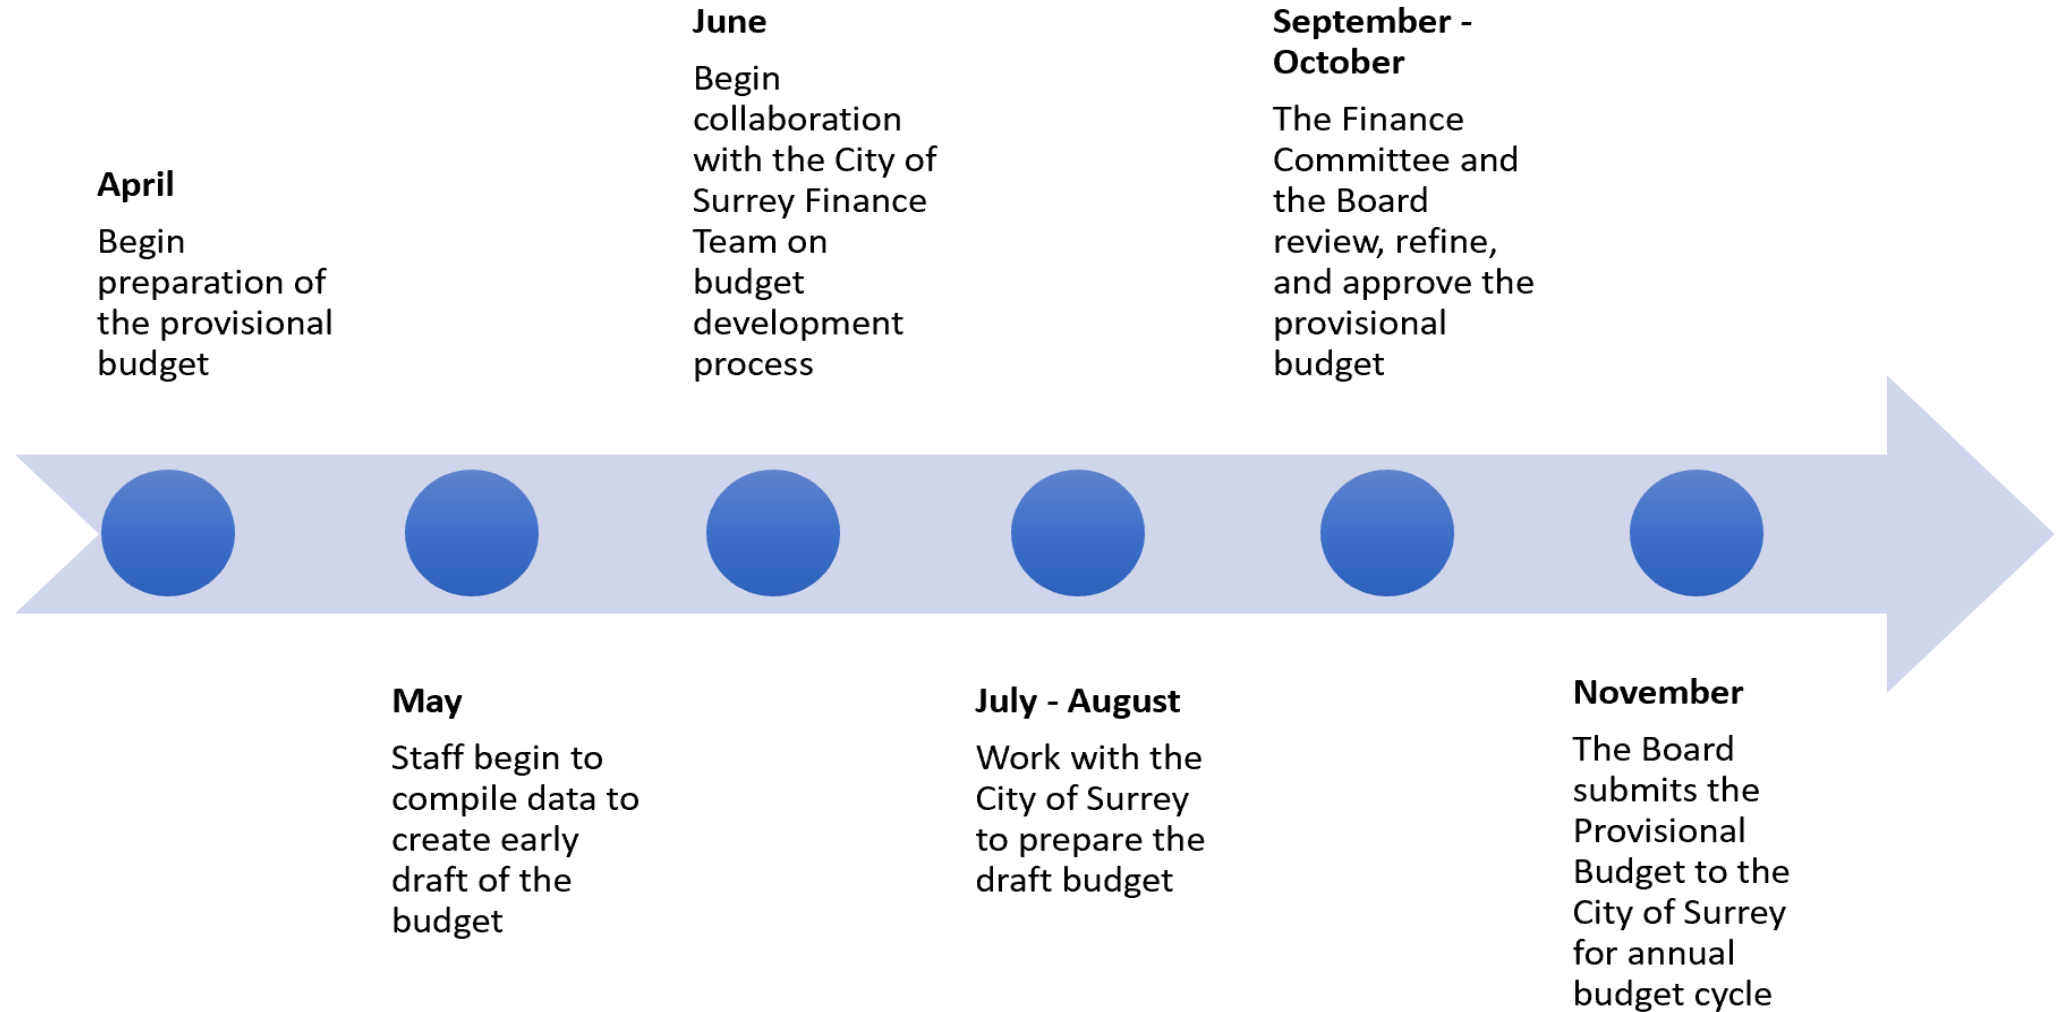 April
Begin
preparation of
the provisional
budget
May
Staff begin to
compile data to
create early
draft of the
budget
June
Begin
collaboration
with the City of
Surrey Finance
Team on
budget
development
process
July - August
Work with the
City of Surrey
to prepare the
draft budget
September -
October
The Finance
Committee and
the Board
review, refine,
and approve the
provisional
budget
November
The Board
submits the
Provisional
Budget to the
City of Surrey
for annual
budget cycle